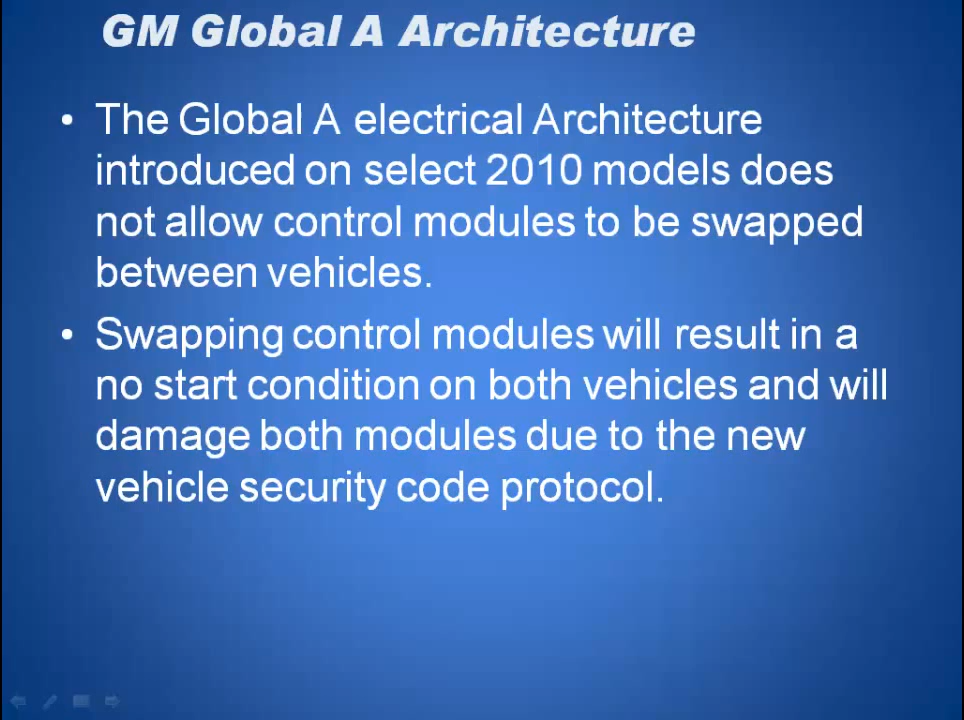 GM Global A Architecture
• The Global A electrical Architecture
introduced on select 2010 models does
not allow control modules to be swapped
between vehicles.
• Swapping control modules will result in a
no start condition on both vehicles and will
damage both modules due to the new
vehicle security code protocol.